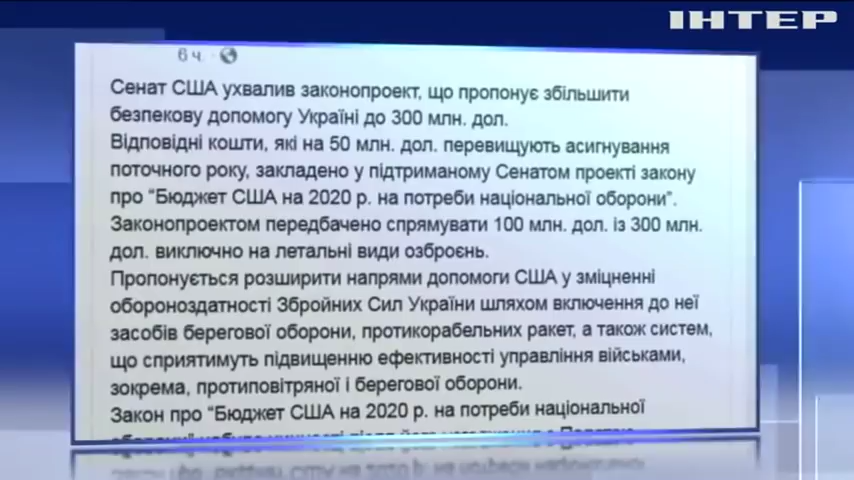 ІНТЕР
6 ч.
Сенат США ухвалив законопроект, що пропонує збільшити
безпекову допомогу Україні до 300 млн. дол.
Відповідні кошти, які на 50 млн. дол. перевищують асигнування
поточного року, закладено у підтриманому Сенатом проекті закону
про “Бюджет США на 2020 р. на потреби національної оборони”.
Законопроектом передбачено спрямувати 100 млн. дол. із 300 млн.
дол. виключно на летальні види озброєнь.
Пропонується розширити напрями допомоги США у зміцненні
обороноздатності Збройних Сил України шляхом включення до неї
засобів берегової оборони, протикорабельних ракет, а також систем,
що сприятимуть підвищенню ефективності управління військами,
зокрема, протиповітряної і берегової оборони.
Закон про “Бюджет США на 2020 р. на потреби національної